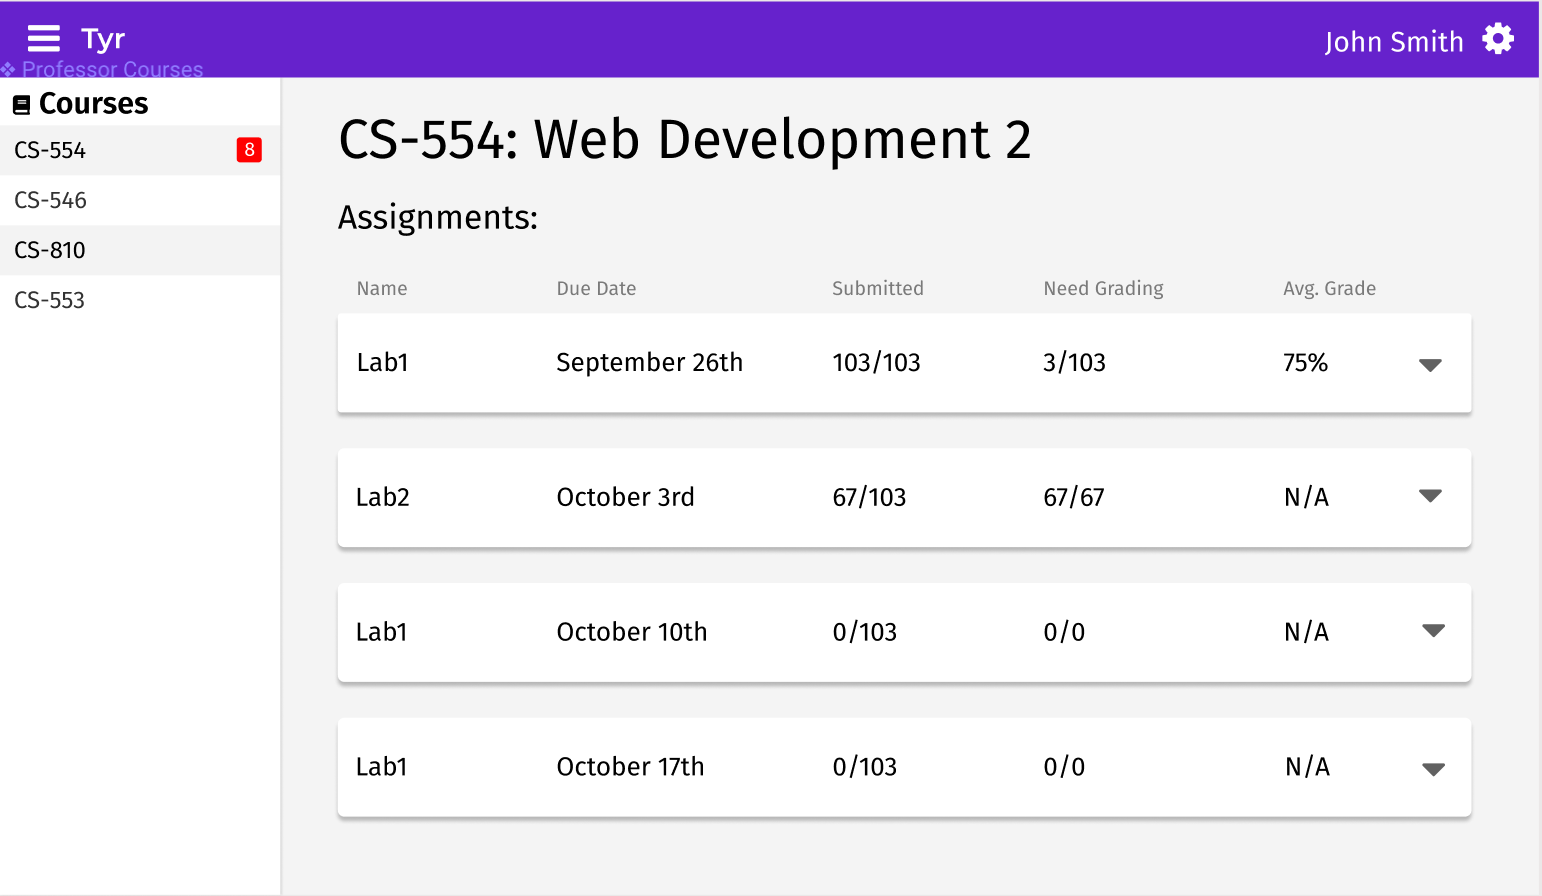 Tyr
John Smith
Professor Courses
Courses
CS-554 8
CS-546
CS-810
CS-553
CS-554: Web Development 2
Assignments:
Name Due Date Submitted Need Grading Avg. Grade
Lab1 September 26th 103/103 3/103 75%
Lab2 October 3rd 67/103 67/67 N/A
Lab1 October 10th 0/103 0/0 N/A
Lab1 October 17th 0/103 0/0 N/A